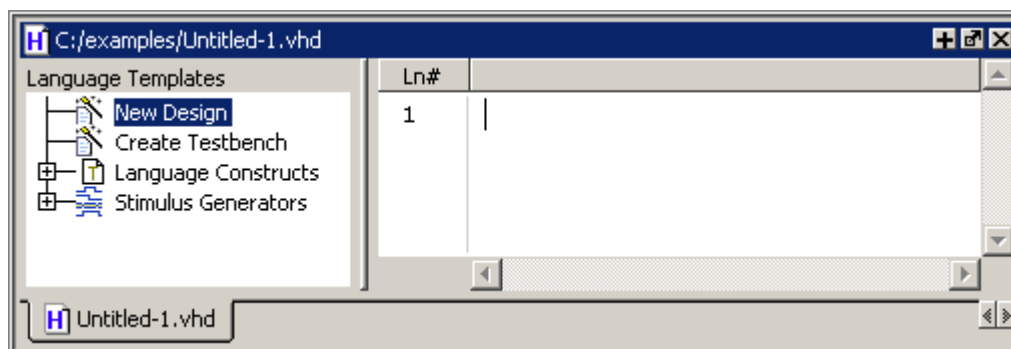 H C:/examples/Untitled-1.vhd
Language Templates
New Design
Create Testbench
T Language Constructs
Stimulus Generators
Ln#
1
H Untitled-1.vhd